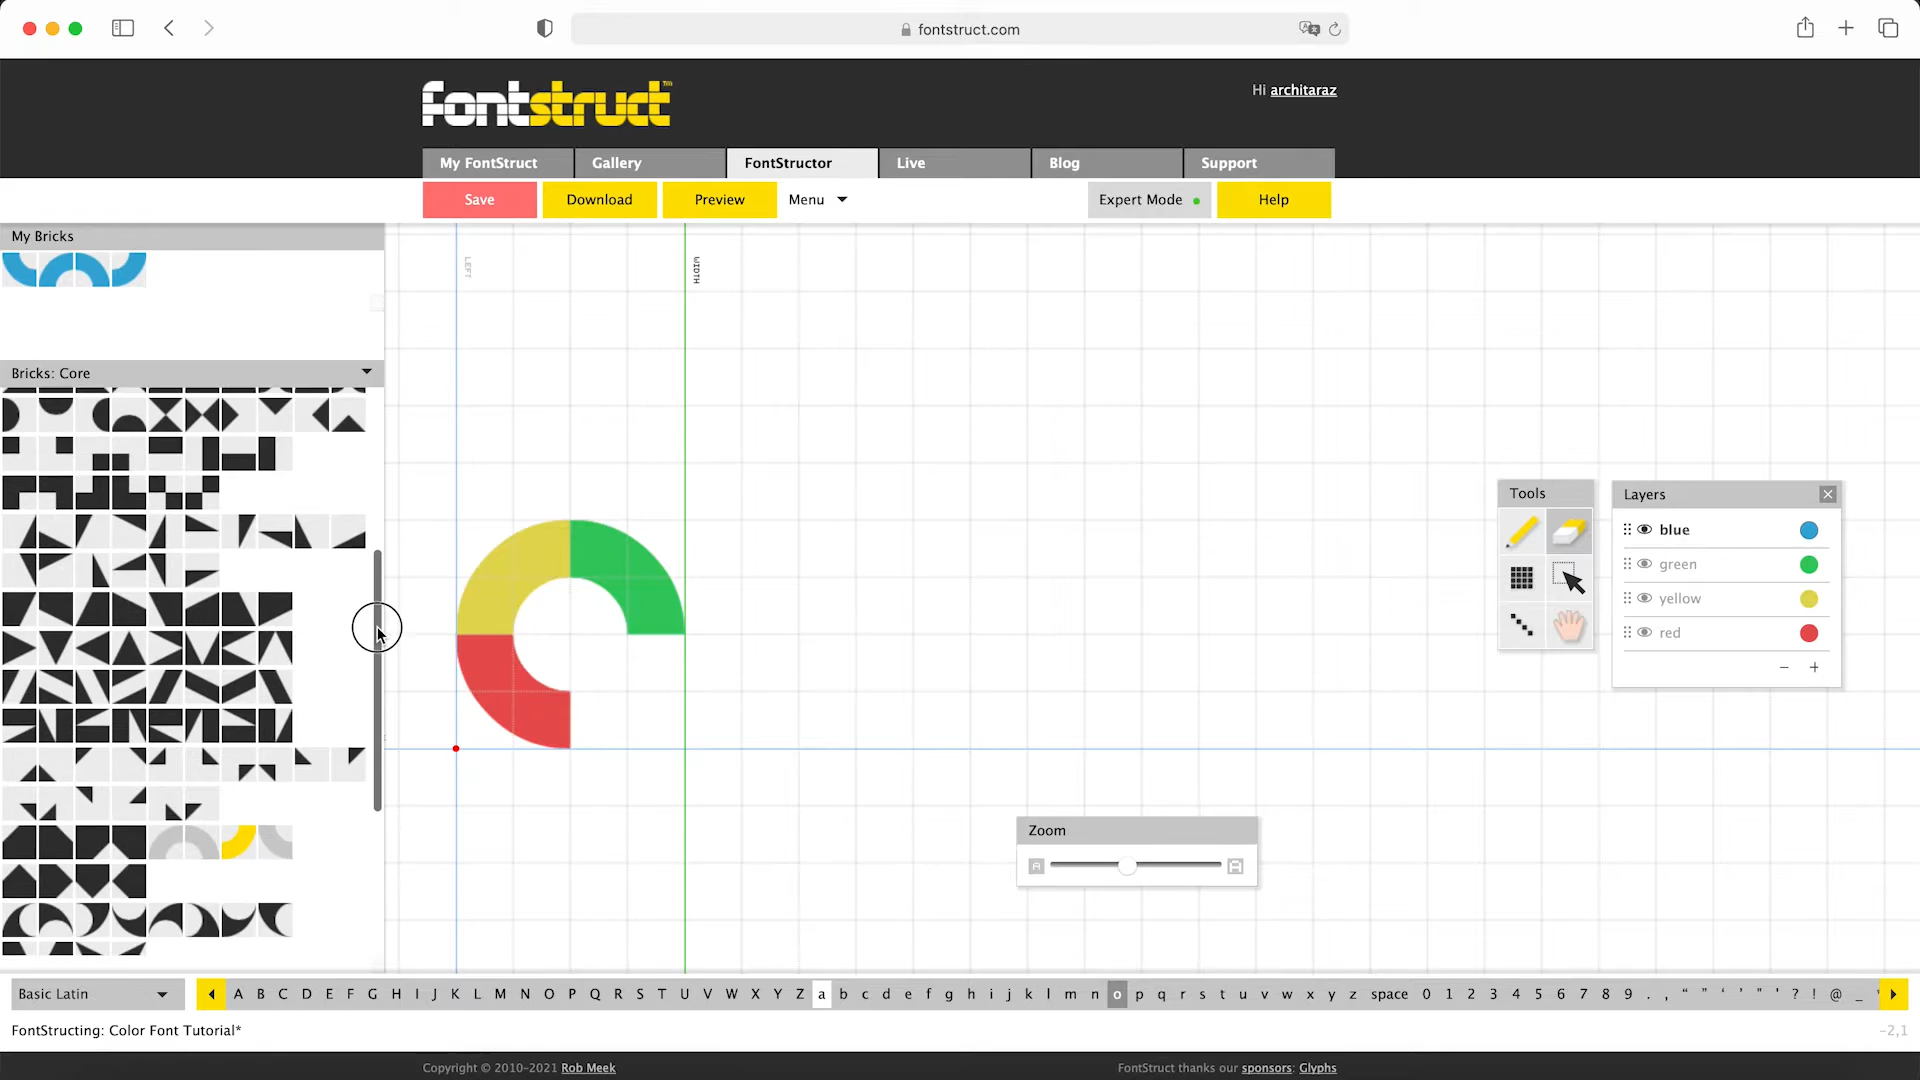 fontstruct.com
fontstruct™
Hi architaraz
My FontStruct Gallery FontStructor Live Blog Support
Save Download Preview Menu Expert Mode Help
My Bricks
LEFT
WIDTH
Bricks: Core
Tools
Layers
blue
green
yellow
red
− +
Zoom
Basic Latin A B C D E F G H I J K L M N O P Q R S T U V W X Y Z a b c d e f g h i j k l m n o p q r s t u v w x y z space 0 1 2 3 4 5 6 7 8 9 . , “ ” ‘ ’ " ' ? ! @ _
FontStructing: Color Font Tutorial*
-2,1
Copyright © 2010-2021 Rob Meek
FontStruct thanks our sponsors: Glyphs